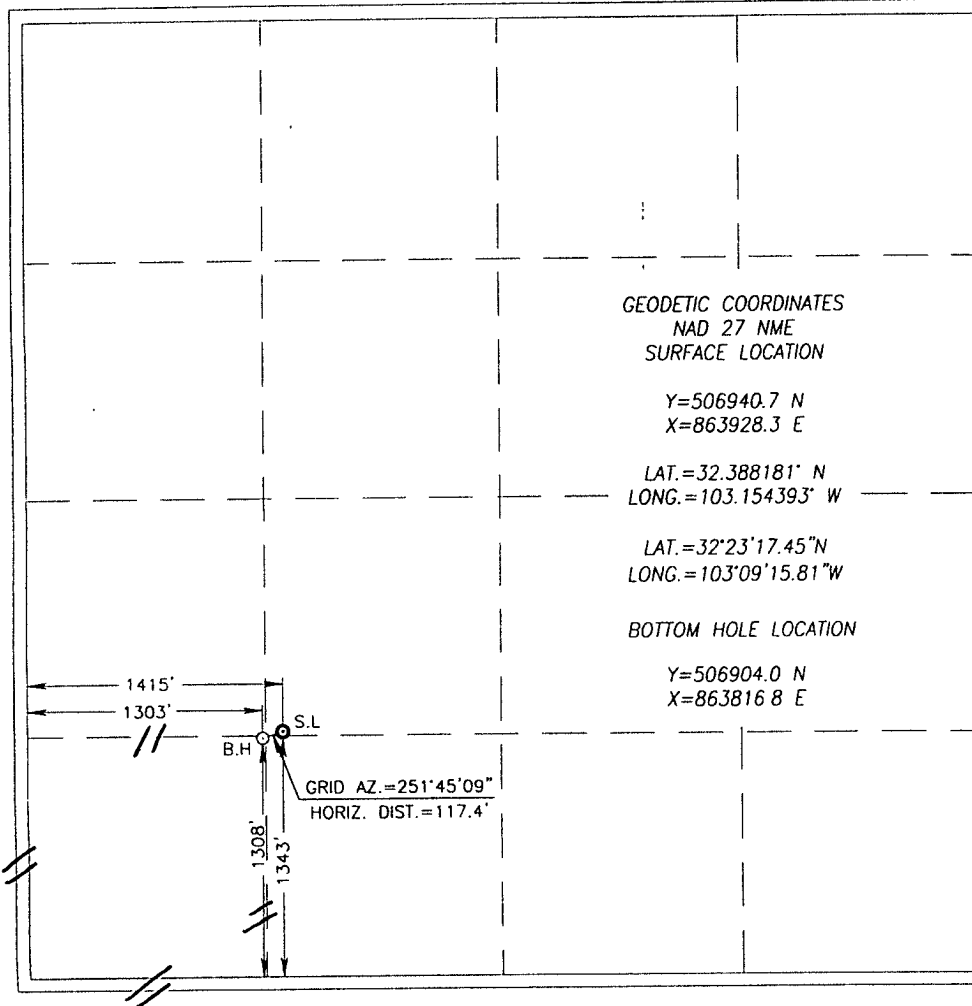 GEODETIC COORDINATES
NAD 27 NME
SURFACE LOCATION
Y=506940.7 N
X=863928.3 E
LAT.=32.388181° N
LONG.=103.154393° W
LAT.=32°23'17.45"N
LONG.=103°09'15.81"W
BOTTOM HOLE LOCATION
Y=506904.0 N
X=863816 8 E
1415'
1303'
S.L
B.H
GRID AZ.=251°45'09"
HORIZ. DIST.=117.4'
1308'
1343'